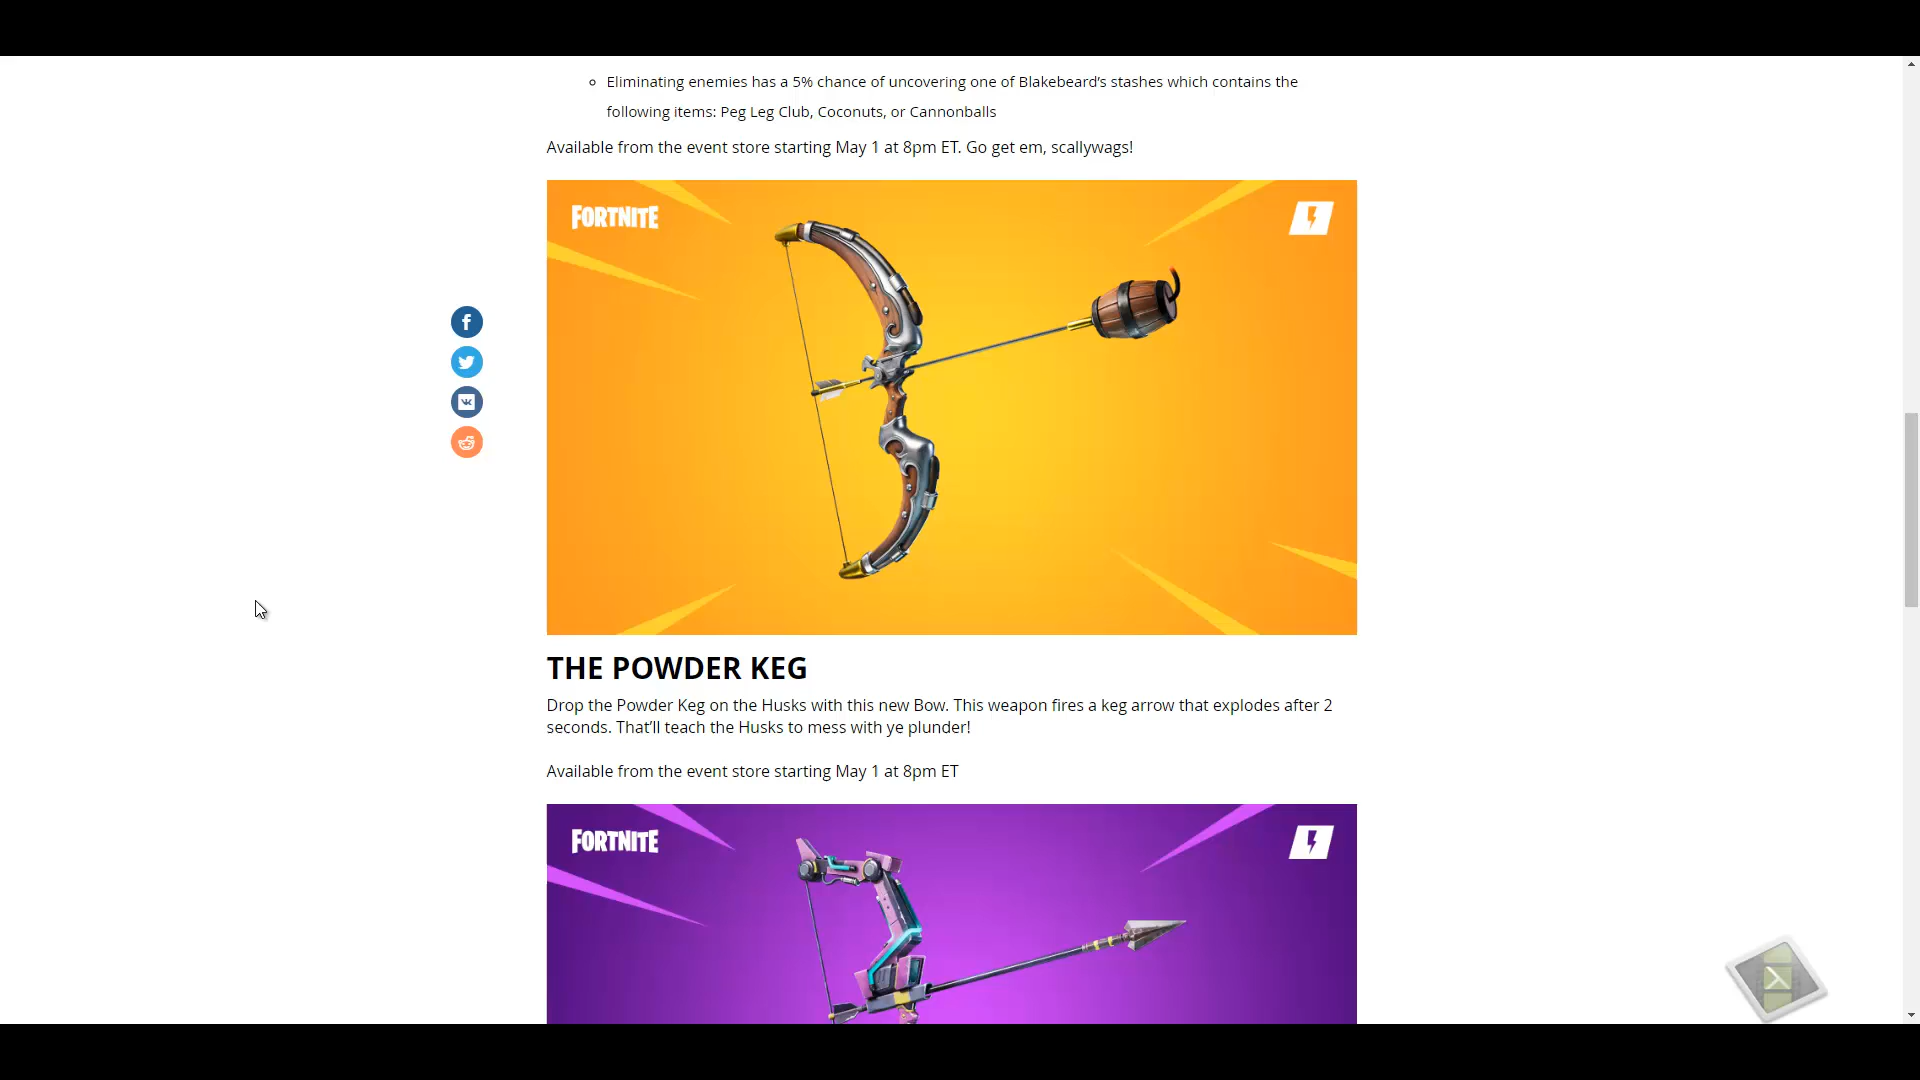 Eliminating enemies has a 5% chance of uncovering one of Blakebeard's stashes which contains the
following items: Peg Leg Club, Coconuts, or Cannonballs
Available from the event store starting May 1 at 8pm ET. Go get em, scallywags!
FORTNITE
THE POWDER KEG
Drop the Powder Keg on the Husks with this new Bow. This weapon fires a keg arrow that explodes after 2
seconds. That'll teach the Husks to mess with ye plunder!
Available from the event store starting May 1 at 8pm ET
FORTNITE